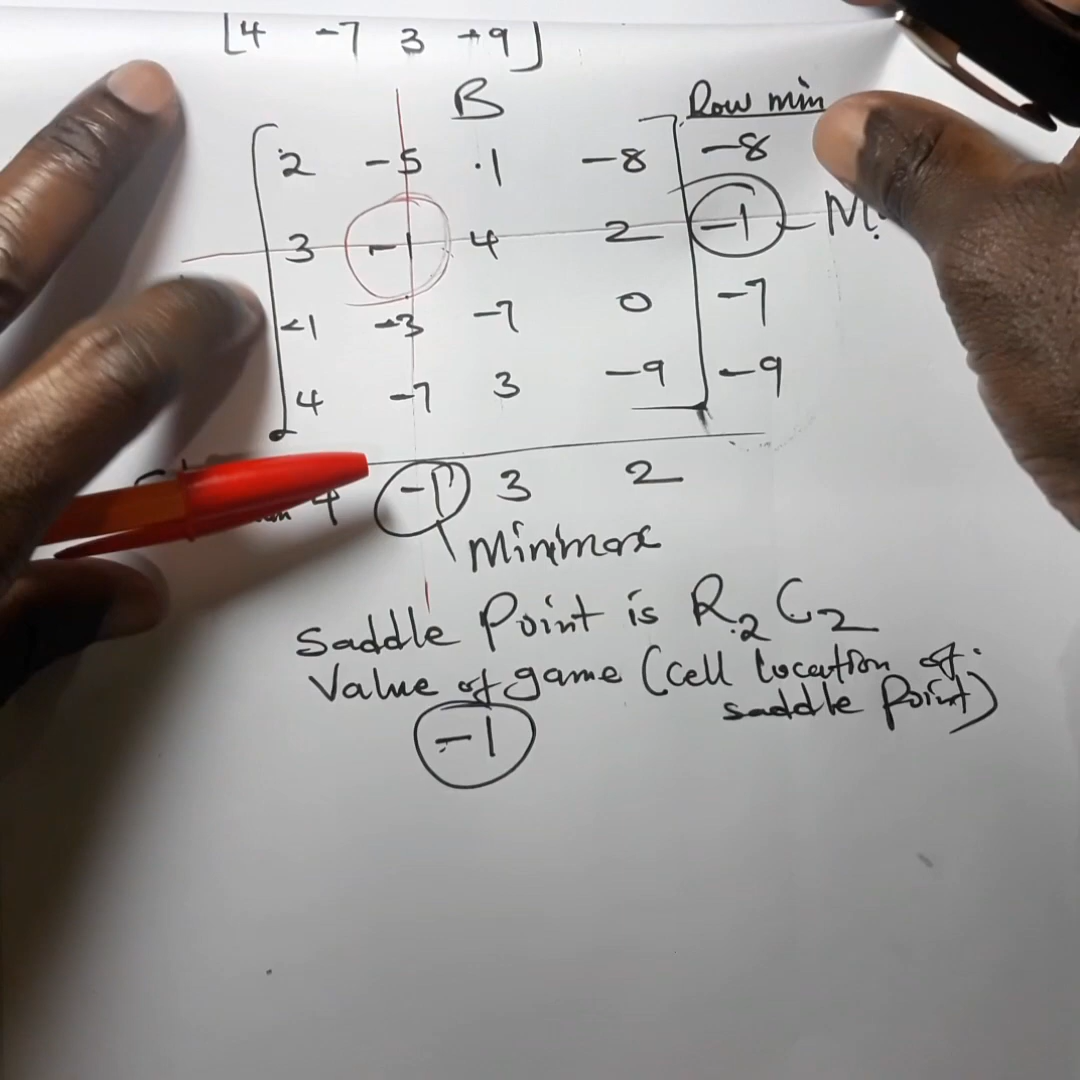 [4 -7 3 -9]
B
Row min
2 -5 1 -8 -8
3 -1 4 2 -1
-1 -3 -7 0 -7
4 -7 3 -9 -9
4 -1 3 2
Minimax
Saddle Point is R2 C2
Value of game (cell location of
saddle Point)
-1